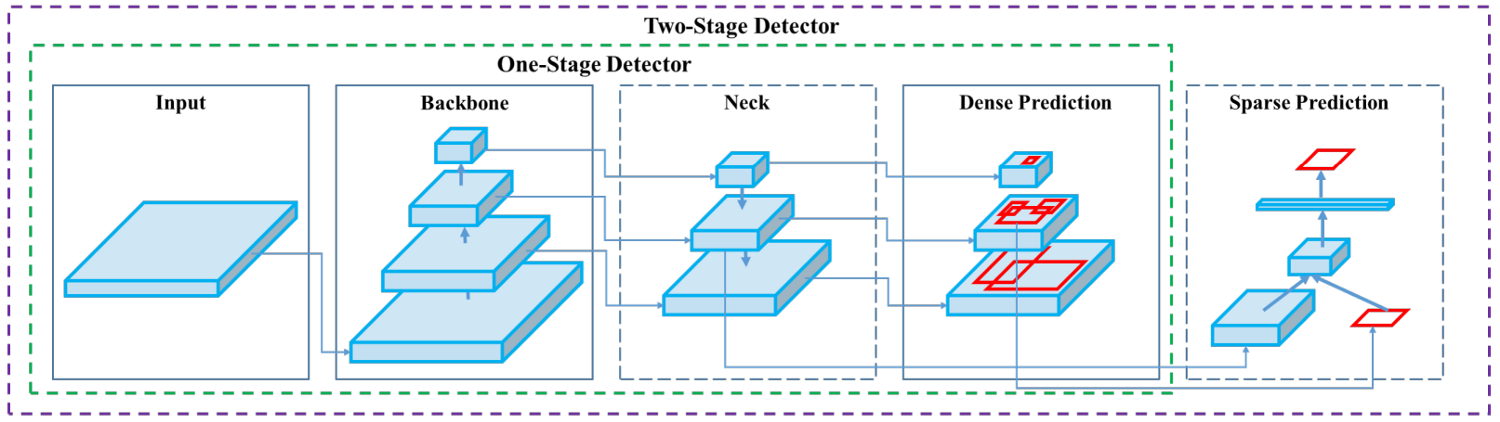 Two-Stage Detector
One-Stage Detector
Input
Backbone
Neck
Dense Prediction
Sparse Prediction